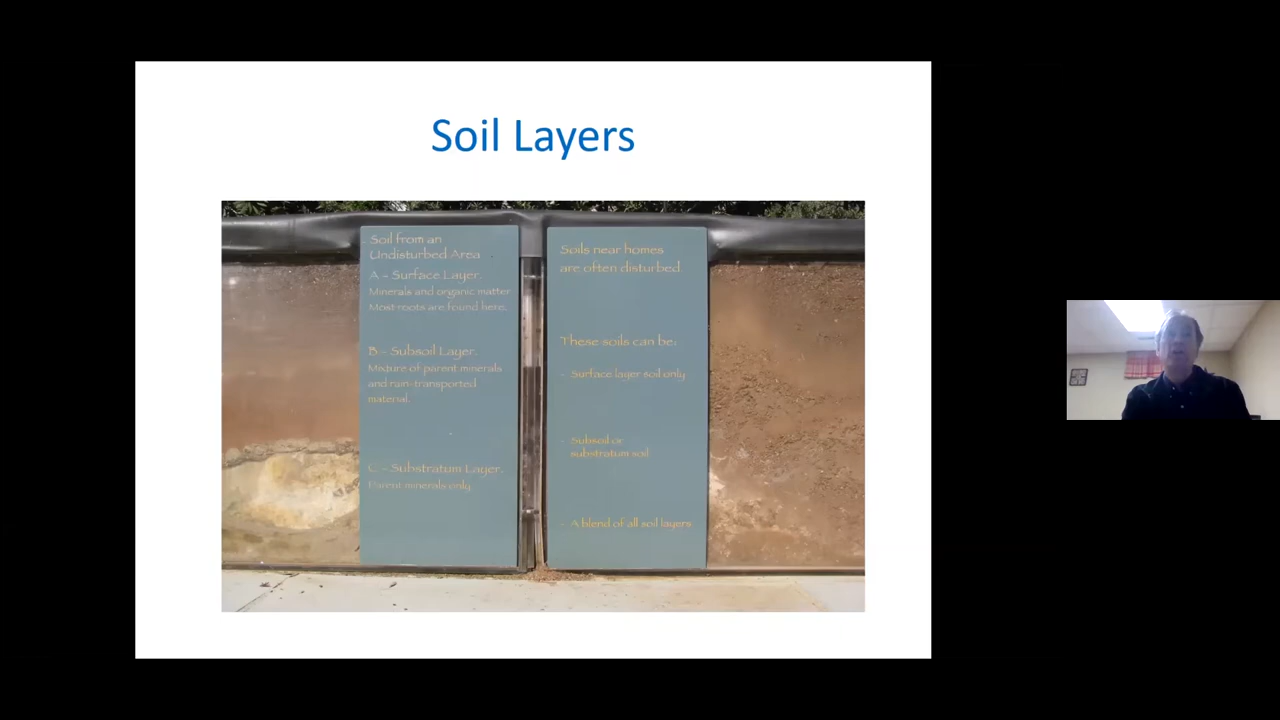 Soil Layers
Soil from an
Undisturbed Area
A - Surface Layer.
Minerals and organic matter
Most roots are found here.
B - Subsoil Layer.
Mixture of parent minerals
and rain-transported
material.
C - Substratum Layer.
Parent minerals only
Soils near homes
are often disturbed.
These soils can be:
- Surface layer soil only
- Subsoil or
substratum soil
- A blend of all soil layers